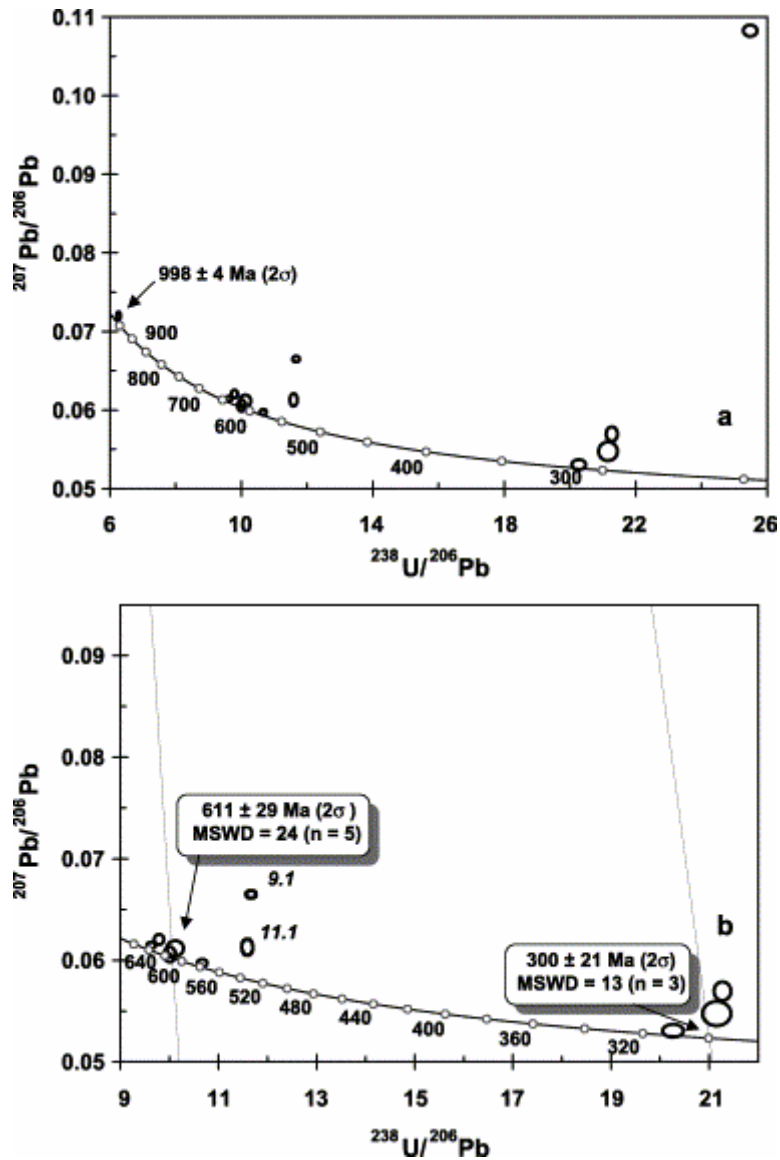 0.11
0.10
0.09
0.08
0.07
0.06
0.05
207Pb/206Pb
998 ± 4 Ma (2σ)
900
800
700
600
500
400
300
a
6 10 14 18 22 26
238U/206Pb
0.09
0.08
0.07
0.06
0.05
207Pb/206Pb
611 ± 29 Ma (2σ )
MSWD = 24 (n = 5)
9.1
11.1
b
300 ± 21 Ma (2σ)
MSWD = 13 (n = 3)
640
600
560
520
480
440
400
360
320
9 11 13 15 17 19 21
238U/206Pb